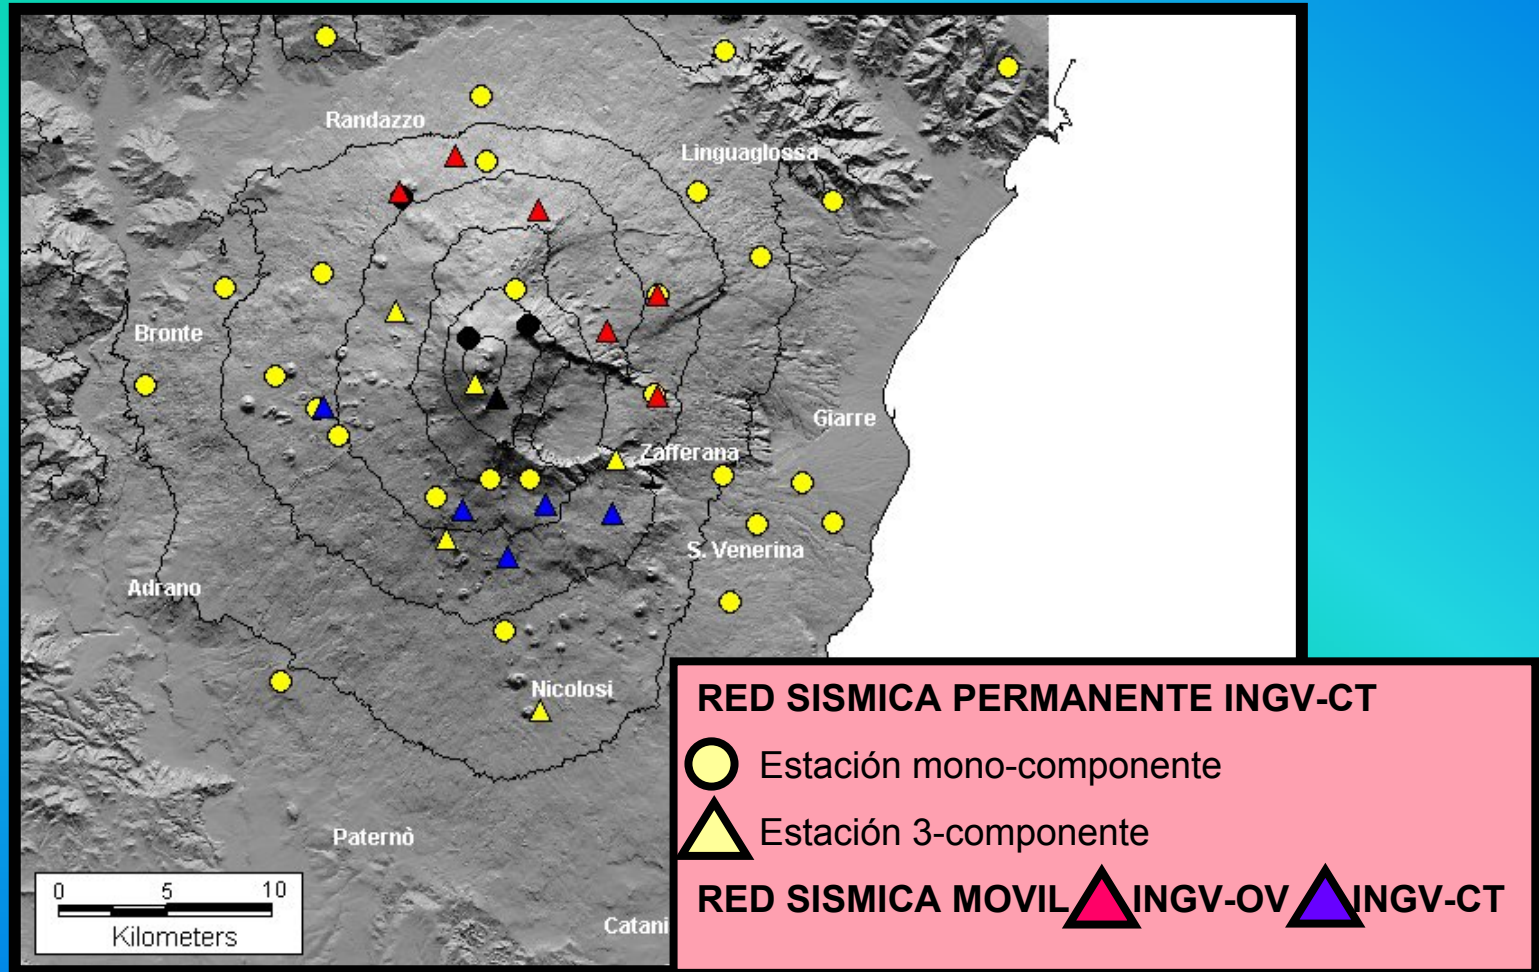 Randazzo
Linguaglossa
Bronte
Giarre
Zafferana
S. Venerina
Adrano
Nicolosi
Paternò
Catani
0 5 10
Kilometers
RED SISMICA PERMANENTE INGV-CT
Estación mono-componente
Estación 3-componente
RED SISMICA MOVIL INGV-OV INGV-CT